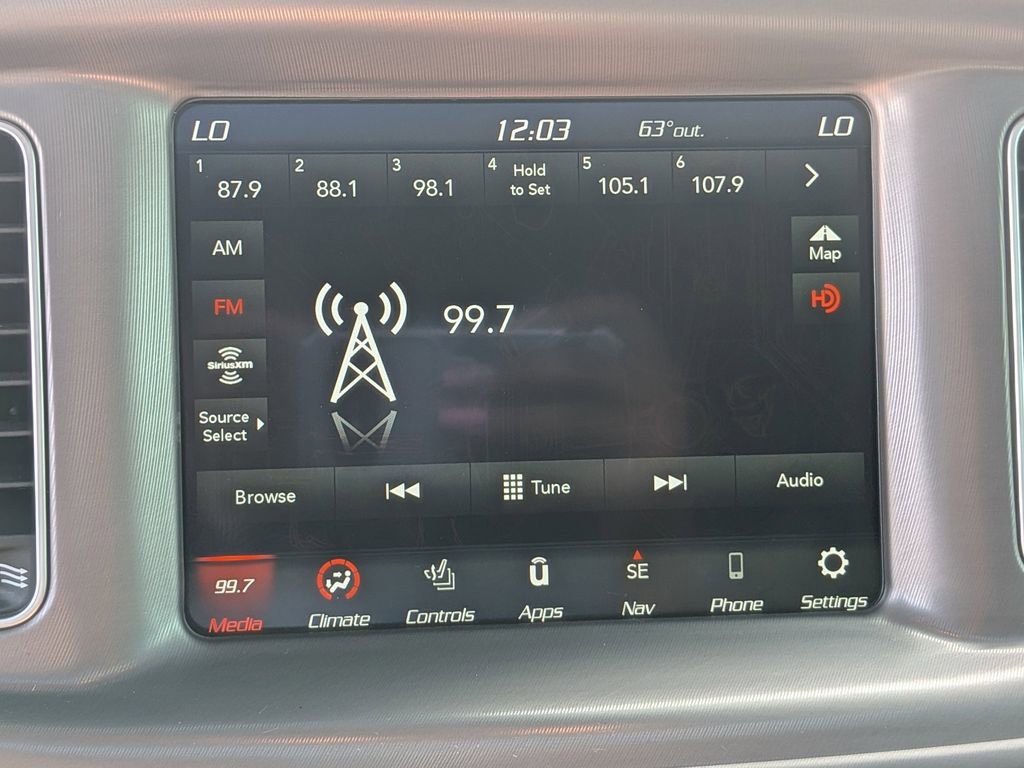 LO 12:03 63°out. LO
1 87.9 2 88.1 3 98.1 4 Hold to Set 5 105.1 6 107.9
AM
Map
FM
HD
99.7
SiriusXM
Source
Select
Browse Tune Audio
99.7 SE
Media Climate Controls Apps Nav Phone Settings